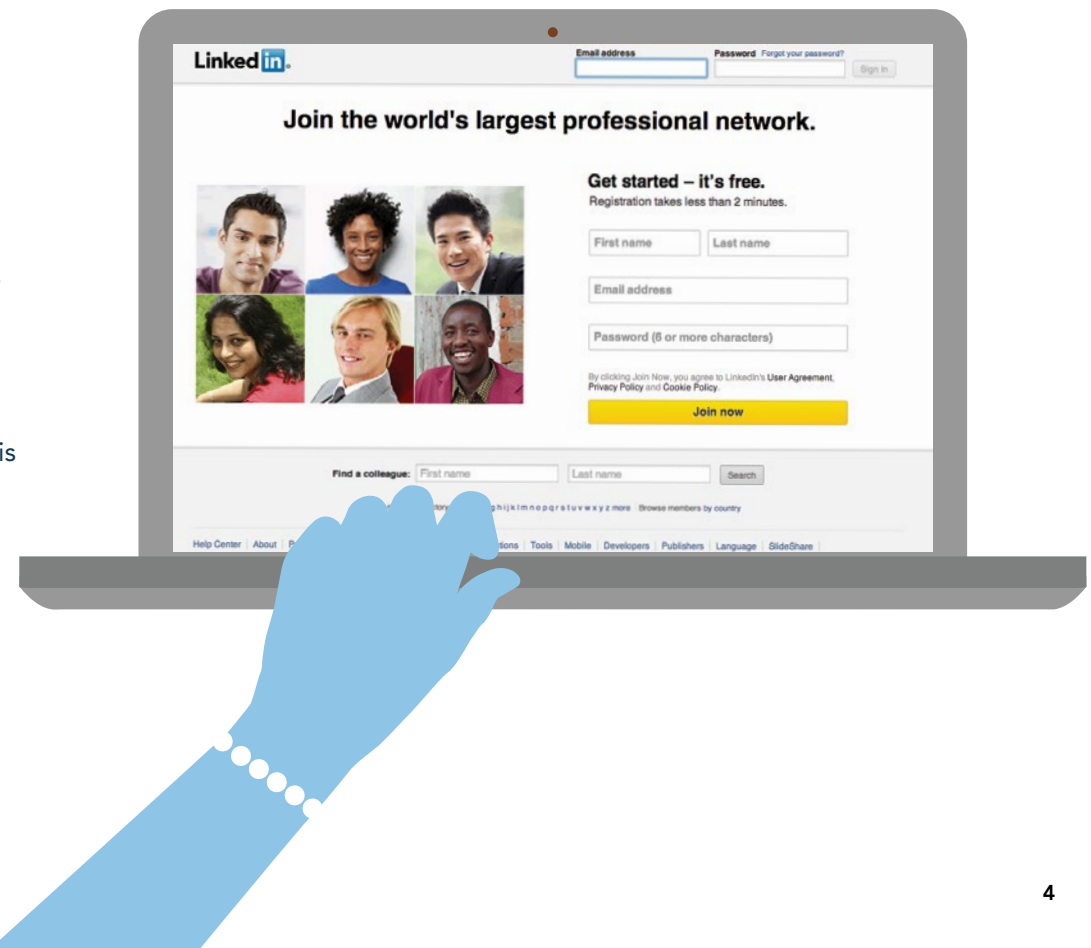 Linked in.
Email address
Password Forgot your password?
Sign In
Join the world's largest professional network.
Get started – it's free.
Registration takes less than 2 minutes.
First name
Last name
Email address
Password (6 or more characters)
By clicking Join Now, you agree to LinkedIn's User Agreement,
Privacy Policy and Cookie Policy.
Join now
is
Find a colleague: First name Last name Search
g h i j k l m n o p q r s t u v w x y z more Browse members by country
Help Center About Tools Mobile Developers Publishers Language SlideShare
4